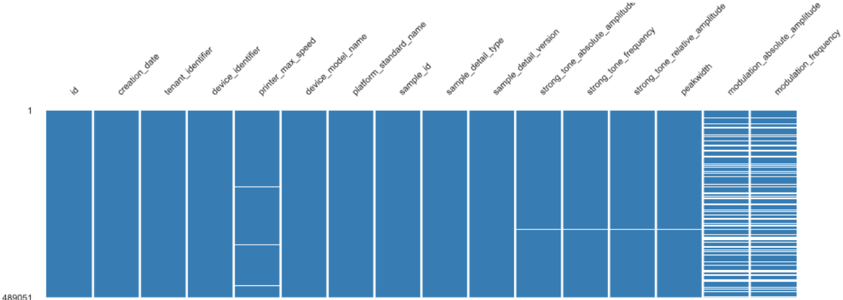 id
creation_date
tenant_identifier
device_identifier
printer_max_speed
device_model_name
platform_standard_name
sample_id
sample_detail_type
sample_detail_version
strong_tone_absolute_amplitude
strong_tone_frequency
strong_tone_relative_amplitude
peakwidth
modulation_absolute_amplitude
modulation_frequency
1
489051